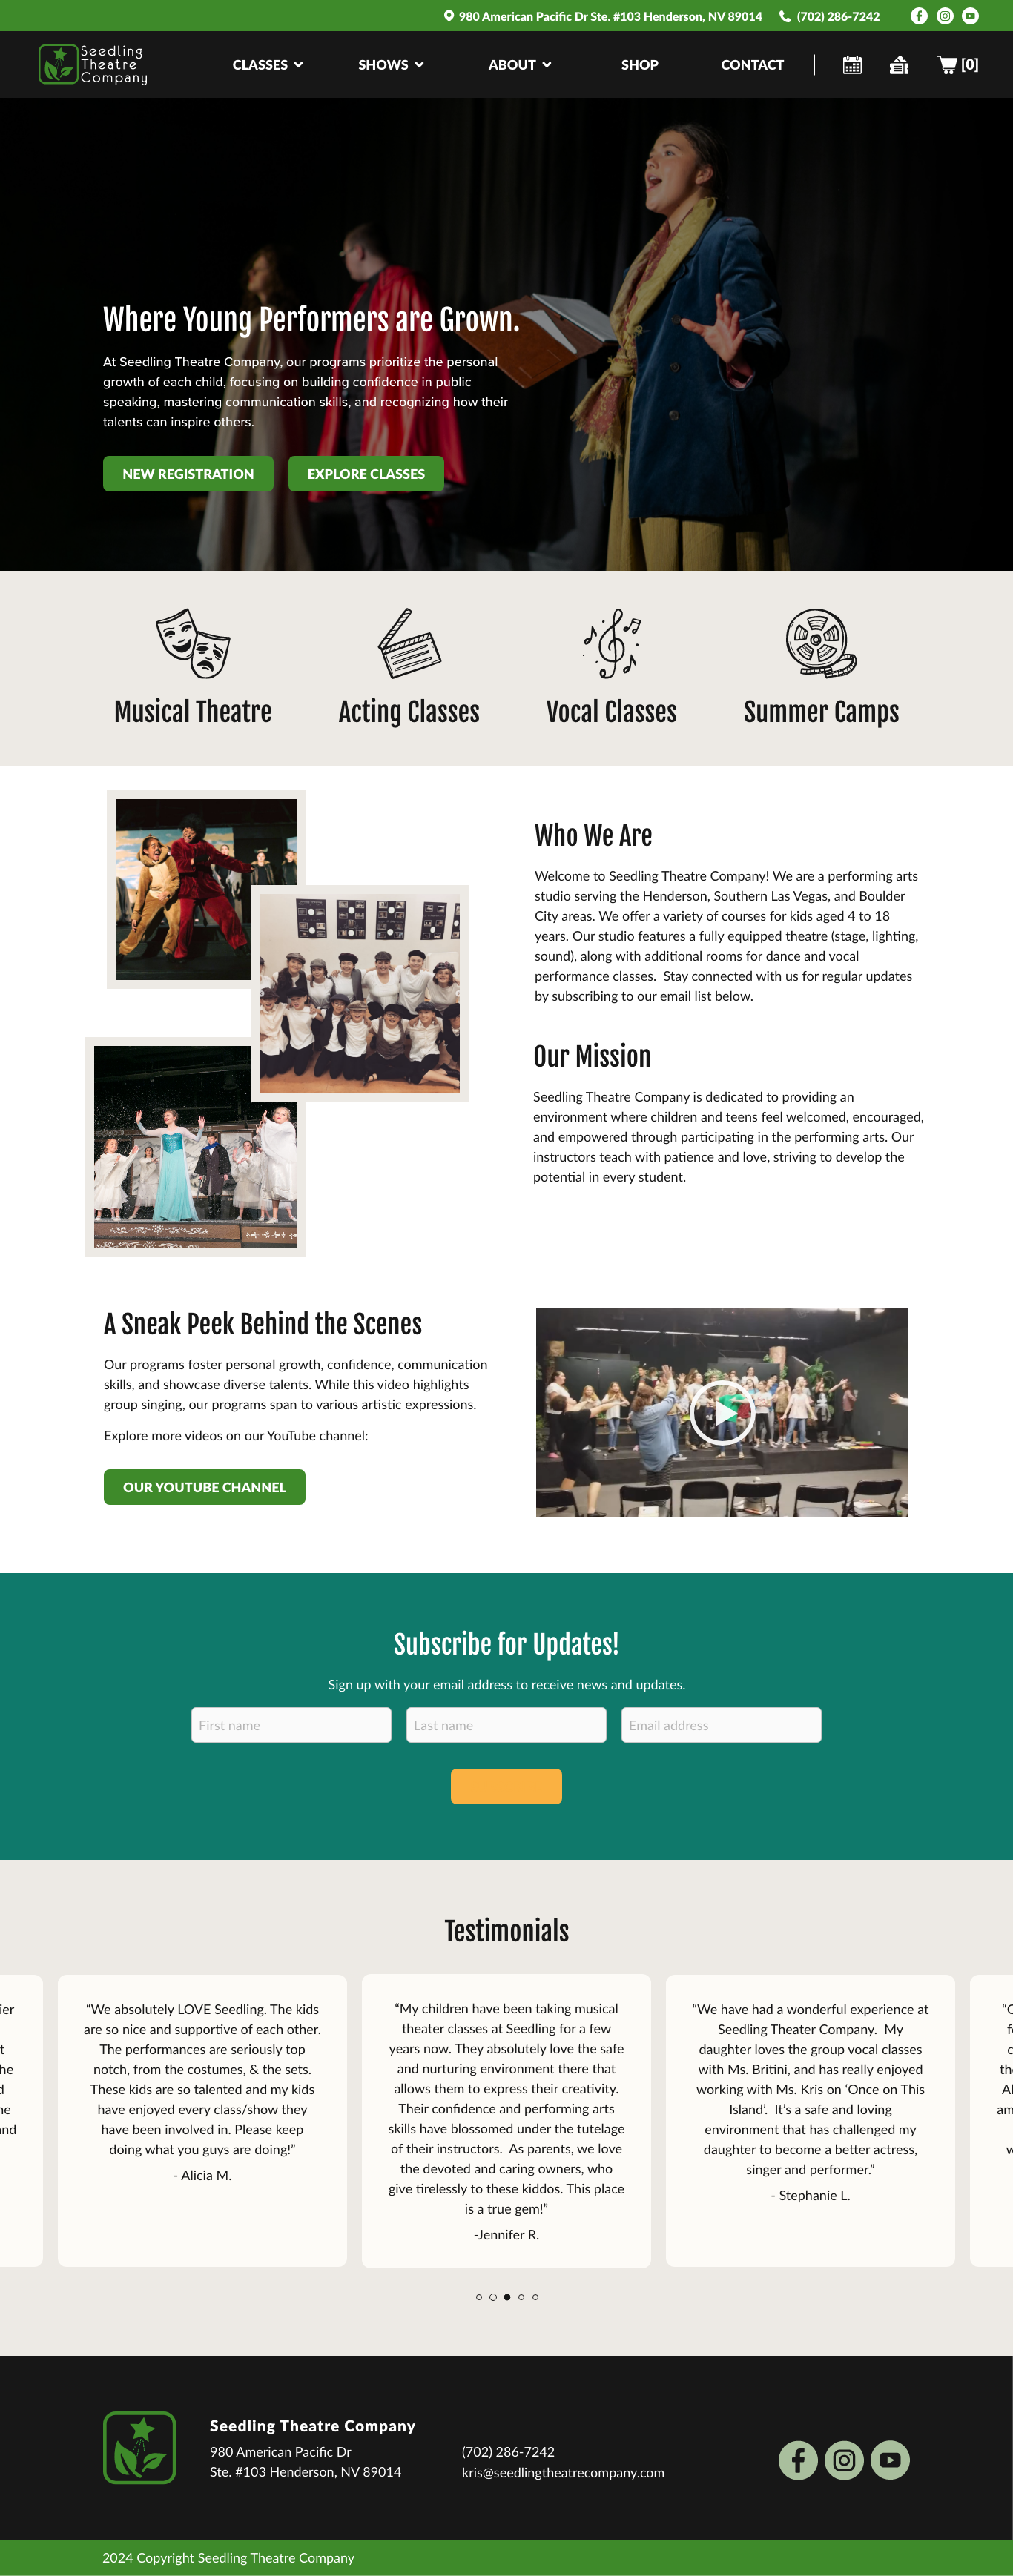 980 American Pacific Dr Ste. #103 Henderson, NV 89014 (702) 286-7242
Seedling
Theatre
Company
CLASSES SHOWS ABOUT SHOP CONTACT [0]
Where Young Performers are Grown.
At Seedling Theatre Company, our programs prioritize the personal
growth of each child, focusing on building confidence in public
speaking, mastering communication skills, and recognizing how their
talents can inspire others.
NEW REGISTRATION EXPLORE CLASSES
Musical Theatre Acting Classes Vocal Classes Summer Camps
Who We Are
Welcome to Seedling Theatre Company! We are a performing arts
studio serving the Henderson, Southern Las Vegas, and Boulder
City areas. We offer a variety of courses for kids aged 4 to 18
years. Our studio features a fully equipped theatre (stage, lighting,
sound), along with additional rooms for dance and vocal
performance classes.  Stay connected with us for regular updates
by subscribing to our email list below.
Our Mission
Seedling Theatre Company is dedicated to providing an
environment where children and teens feel welcomed, encouraged,
and empowered through participating in the performing arts. Our
instructors teach with patience and love, striving to develop the
potential in every student.
A Sneak Peek Behind the Scenes
Our programs foster personal growth, confidence, communication
skills, and showcase diverse talents. While this video highlights
group singing, our programs span to various artistic expressions.
Explore more videos on our YouTube channel:
OUR YOUTUBE CHANNEL
Subscribe for Updates!
Sign up with your email address to receive news and updates.
First name Last name Email address
Testimonials
“We absolutely LOVE Seedling. The kids
are so nice and supportive of each other.
The performances are seriously top
notch, from the costumes, & the sets.
These kids are so talented and my kids
have enjoyed every class/show they
have been involved in. Please keep
doing what you guys are doing!”
- Alicia M.
“My children have been taking musical
theater classes at Seedling for a few
years now. They absolutely love the safe
and nurturing environment there that
allows them to express their creativity.
Their confidence and performing arts
skills have blossomed under the tutelage
of their instructors.  As parents, we love
the devoted and caring owners, who
give tirelessly to these kiddos. This place
is a true gem!”
-Jennifer R.
“We have had a wonderful experience at
Seedling Theater Company.  My
daughter loves the group vocal classes
with Ms. Britini, and has really enjoyed
working with Ms. Kris on ‘Once on This
Island’.  It’s a safe and loving
environment that has challenged my
daughter to become a better actress,
singer and performer.”
- Stephanie L.
Seedling Theatre Company
980 American Pacific Dr
Ste. #103 Henderson, NV 89014
(702) 286-7242
kris@seedlingtheatrecompany.com
2024 Copyright Seedling Theatre Company